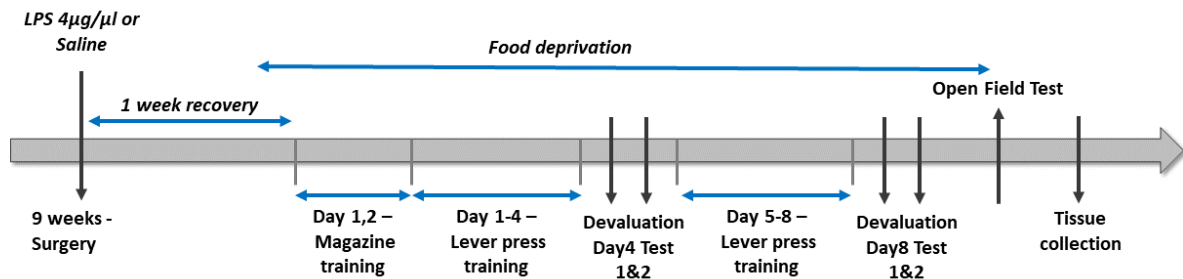 LPS 4µg/µl or
Saline
Food deprivation
1 week recovery
Open Field Test
9 weeks -
Surgery
Day 1,2 –
Magazine
training
Day 1-4 –
Lever press
training
Devaluation
Day4 Test
1&2
Day 5-8 –
Lever press
training
Devaluation
Day8 Test
1&2
Tissue
collection